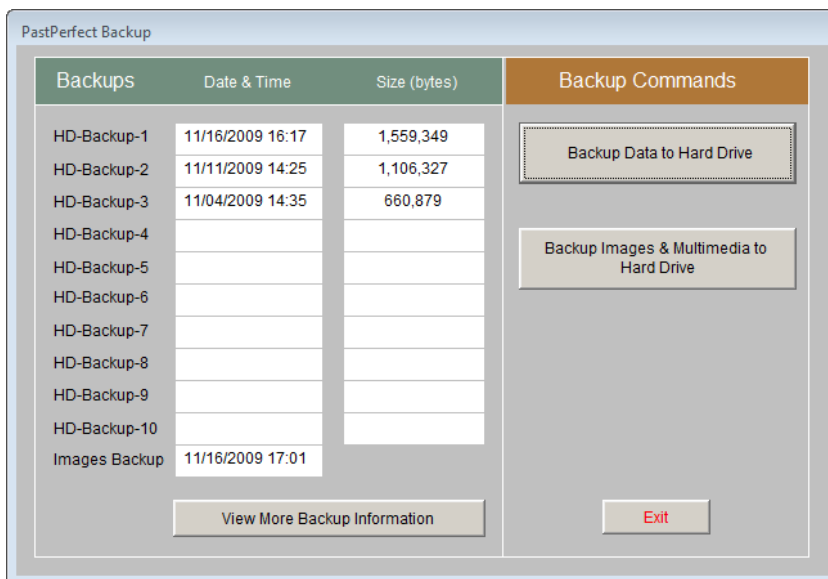 PastPerfect Backup
Backups Date & Time Size (bytes)
HD-Backup-1 11/16/2009 16:17 1,559,349
HD-Backup-2 11/11/2009 14:25 1,106,327
HD-Backup-3 11/04/2009 14:35 660,879
HD-Backup-4
HD-Backup-5
HD-Backup-6
HD-Backup-7
HD-Backup-8
HD-Backup-9
HD-Backup-10
Images Backup 11/16/2009 17:01
View More Backup Information
Backup Commands
Backup Data to Hard Drive
Backup Images & Multimedia to
Hard Drive
Exit